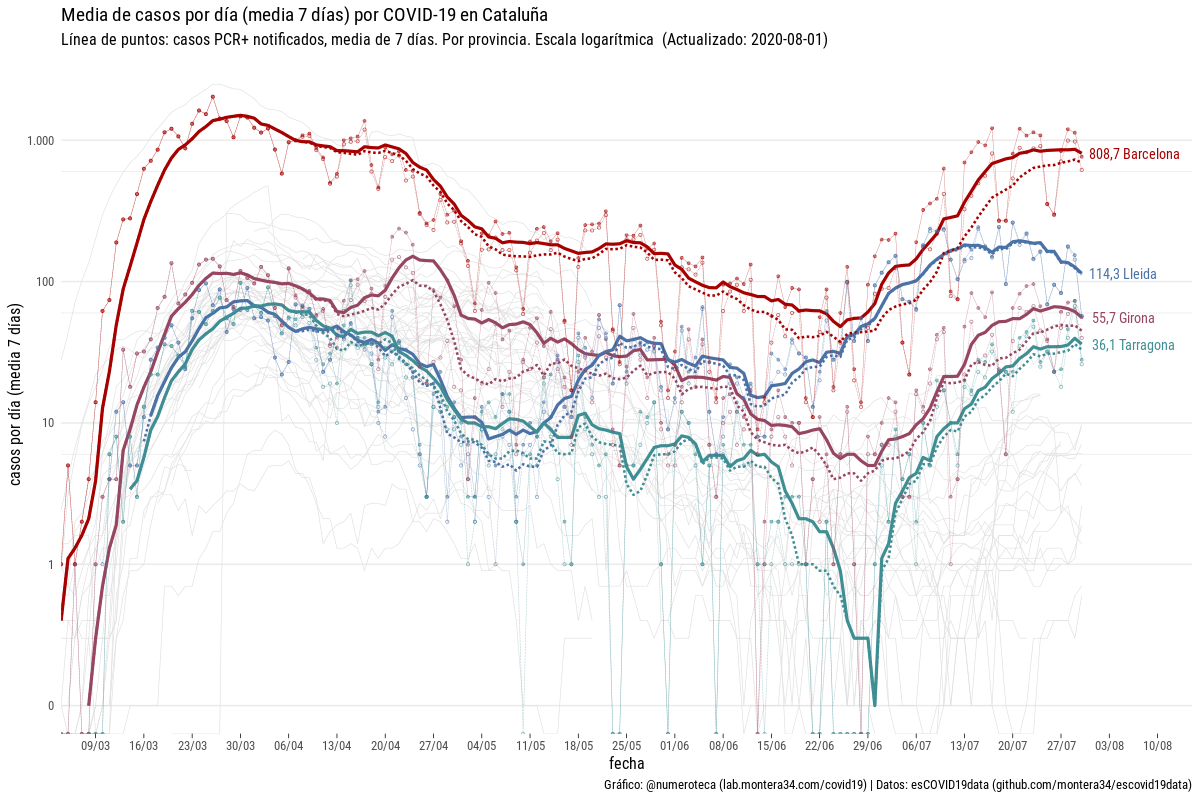 Media de casos por día (media 7 días) por COVID-19 en Cataluña
Línea de puntos: casos PCR+ notificados, media de 7 días. Por provincia. Escala logarítmica (Actualizado: 2020-08-01)
casos por día (media 7 días)
1.000
100
10
1
0
808,7 Barcelona
114,3 Lleida
55,7 Girona
36,1 Tarragona
09/03 16/03 23/03 30/03 06/04 13/04 20/04 27/04 04/05 11/05 18/05 25/05 01/06 08/06 15/06 22/06 29/06 06/07 13/07 20/07 27/07 03/08 10/08
fecha
Gráfico: @numeroteca (lab.montera34.com/covid19) | Datos: esCOVID19data (github.com/montera34/escovid19data)